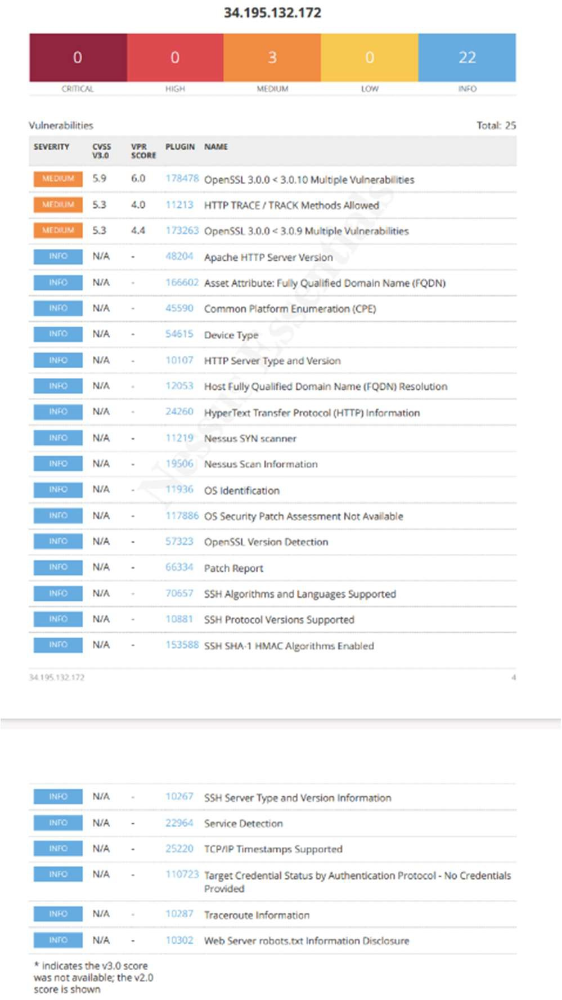 34.195.132.172
0 0 3 0 22
CRITICAL HIGH MEDIUM LOW INFO
Vulnerabilities Total: 25
SEVERITY CVSS V3.0 VPR SCORE PLUGIN NAME
MEDIUM 5.9 6.0 178478 OpenSSL 3.0.0 < 3.0.10 Multiple Vulnerabilities
MEDIUM 5.3 4.0 11213 HTTP TRACE / TRACK Methods Allowed
MEDIUM 5.3 4.4 173263 OpenSSL 3.0.0 < 3.0.9 Multiple Vulnerabilities
INFO N/A - 48204 Apache HTTP Server Version
INFO N/A - 166602 Asset Attribute: Fully Qualified Domain Name (FQDN)
INFO N/A - 45590 Common Platform Enumeration (CPE)
INFO N/A - 54615 Device Type
INFO N/A - 10107 HTTP Server Type and Version
INFO N/A - 12053 Host Fully Qualified Domain Name (FQDN) Resolution
INFO N/A - 24260 HyperText Transfer Protocol (HTTP) Information
INFO N/A - 11219 Nessus SYN scanner
INFO N/A - 19506 Nessus Scan Information
INFO N/A - 11936 OS Identification
INFO N/A - 117886 OS Security Patch Assessment Not Available
INFO N/A - 57323 OpenSSL Version Detection
INFO N/A - 66334 Patch Report
INFO N/A - 70657 SSH Algorithms and Languages Supported
INFO N/A - 10881 SSH Protocol Versions Supported
INFO N/A - 153588 SSH SHA-1 HMAC Algorithms Enabled
Nessus Essentials
34.195.132.172 4
INFO N/A - 10267 SSH Server Type and Version Information
INFO N/A - 22964 Service Detection
INFO N/A - 25220 TCP/IP Timestamps Supported
INFO N/A - 110723 Target Credential Status by Authentication Protocol - No Credentials
Provided
INFO N/A - 10287 Traceroute Information
INFO N/A - 10302 Web Server robots.txt Information Disclosure
* indicates the v3.0 score
was not available; the v2.0
score is shown